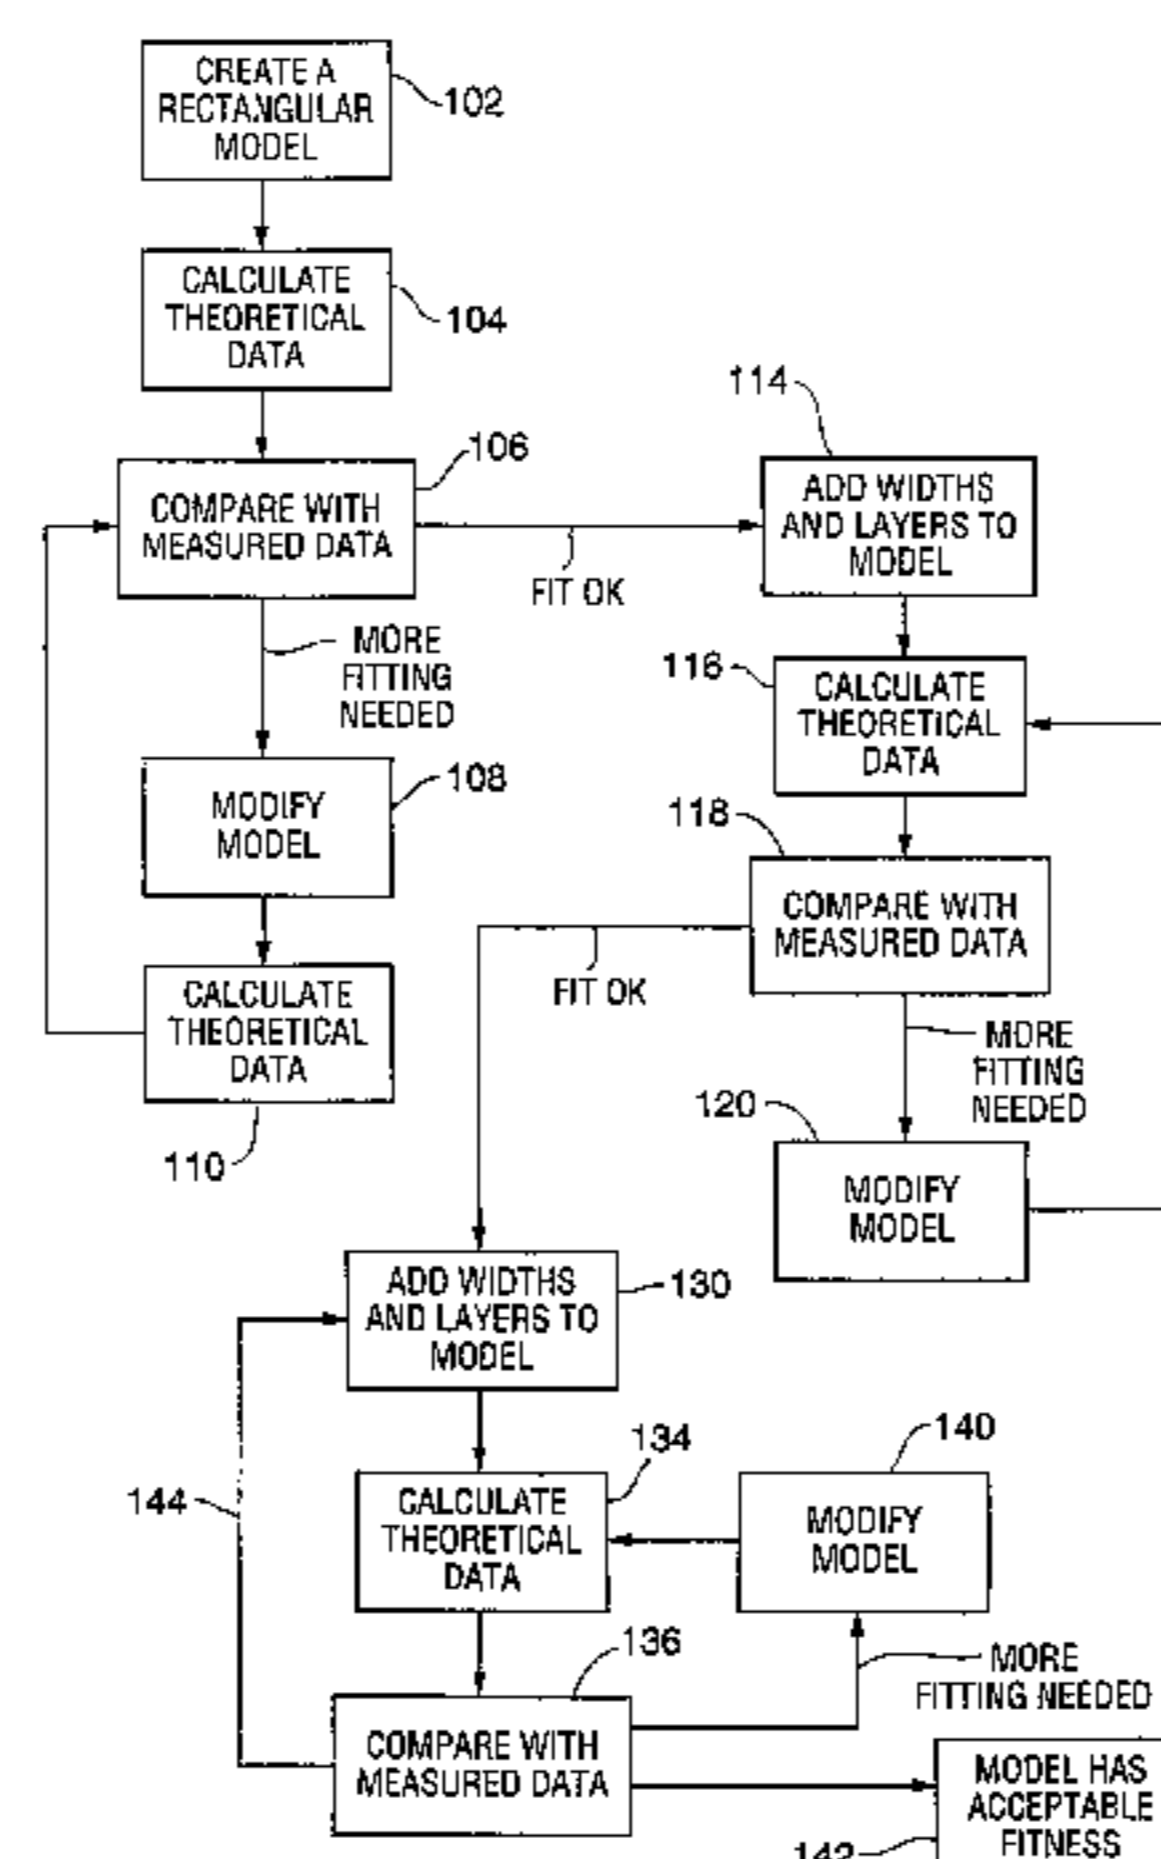 CREATE A
RECTANGULAR
MODEL
102
CALCULATE
THEORETICAL
DATA
104
COMPARE WITH
MEASURED DATA
106
FIT OK
MORE
FITTING
NEEDED
MODIFY
MODEL
108
CALCULATE
THEORETICAL
DATA
110
114
ADD WIDTHS
AND LAYERS TO
MODEL
116
CALCULATE
THEORETICAL
DATA
118
COMPARE WITH
MEASURED DATA
FIT OK
MORE
FITTING
NEEDED
120
MODIFY
MODEL
ADD WIDTHS
AND LAYERS TO
MODEL
130
144
134
CALCULATE
THEORETICAL
DATA
140
MODIFY
MODEL
136
COMPARE WITH
MEASURED DATA
MORE
FITTING NEEDED
MODEL HAS
ACCEPTABLE
FITNESS
142